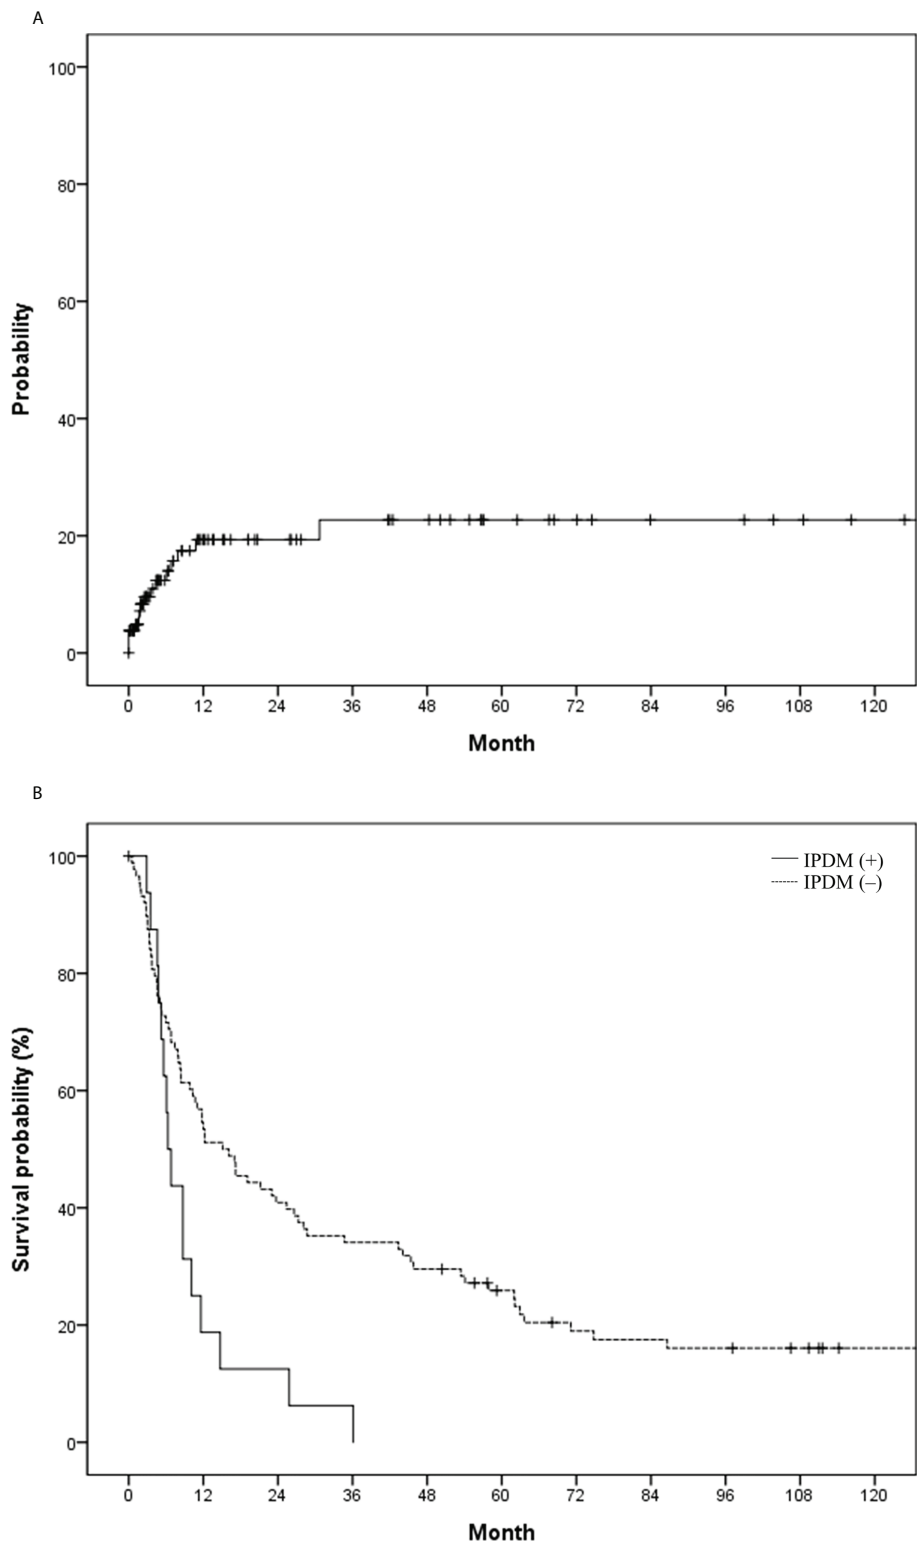 A
100
80
60
40
20
0
Probability
0 12 24 36 48 60 72 84 96 108 120
Month
B
IPDM (+)
IPDM (–)
100
80
60
40
20
0
Survival probability (%)
0 12 24 36 48 60 72 84 96 108 120
Month